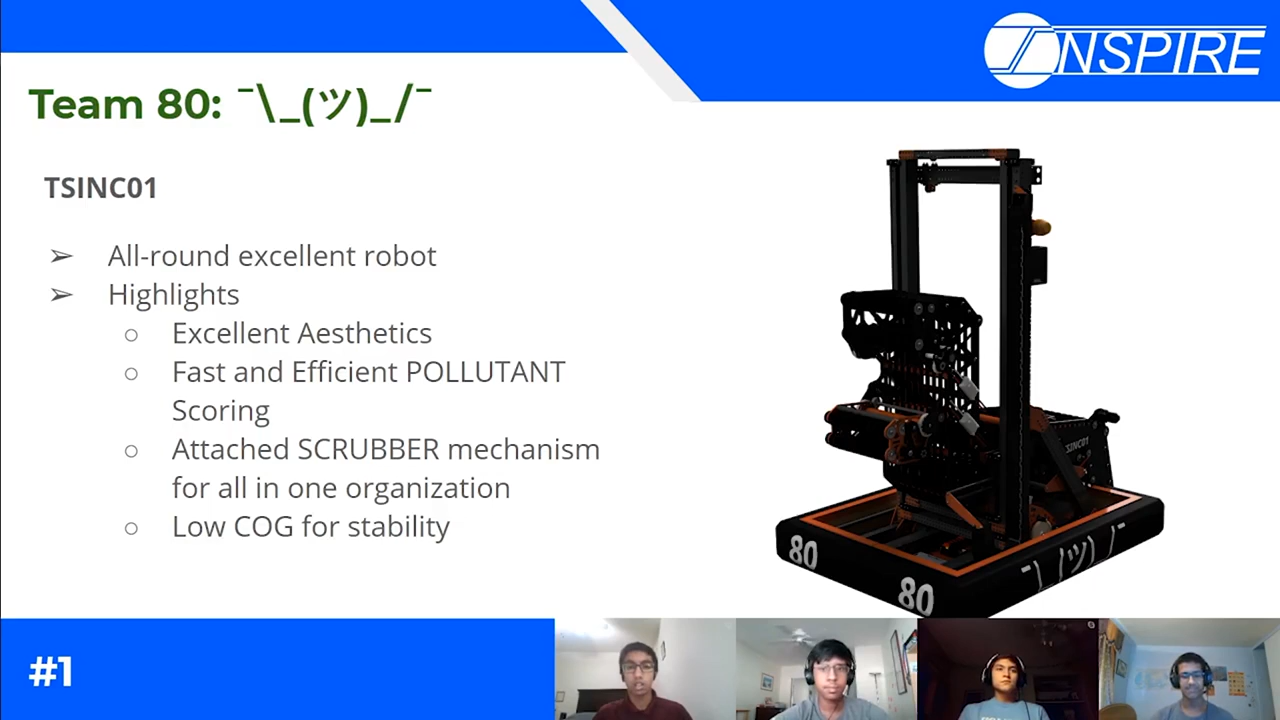 INSPIRE
Team 80: ¯\_(ツ)_/¯
TSINC01
➢ All-round excellent robot
➢ Highlights
○ Excellent Aesthetics
○ Fast and Efficient POLLUTANT
Scoring
○ Attached SCRUBBER mechanism
for all in one organization
○ Low COG for stability
SINC01
80
80
¯\_(ツ)_/¯
#1